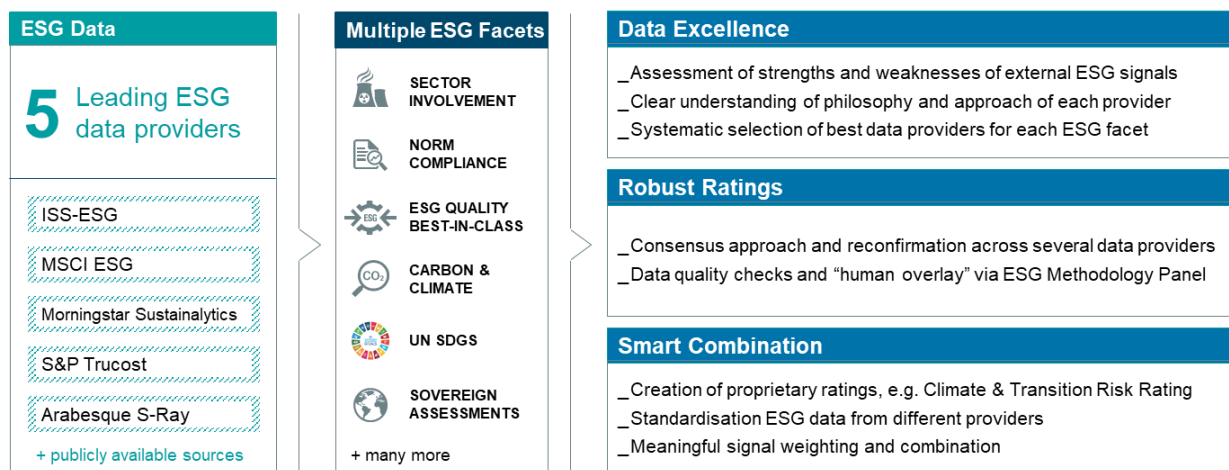 ESG Data
5
Leading ESG
data providers
ISS-ESG
MSCI ESG
Morningstar Sustainalytics
S&P Trucost
Arabesque S-Ray
+ publicly available sources
Multiple ESG Facets
SECTOR
INVOLVEMENT
NORM
COMPLIANCE
ESG
ESG QUALITY
BEST-IN-CLASS
CO₂
CARBON &
CLIMATE
UN SDGS
SOVEREIGN
ASSESSMENTS
+ many more
Data Excellence
_Assessment of strengths and weaknesses of external ESG signals
_Clear understanding of philosophy and approach of each provider
_Systematic selection of best data providers for each ESG facet
Robust Ratings
_Consensus approach and reconfirmation across several data providers
_Data quality checks and “human overlay” via ESG Methodology Panel
Smart Combination
_Creation of proprietary ratings, e.g. Climate & Transition Risk Rating
_Standardisation ESG data from different providers
_Meaningful signal weighting and combination